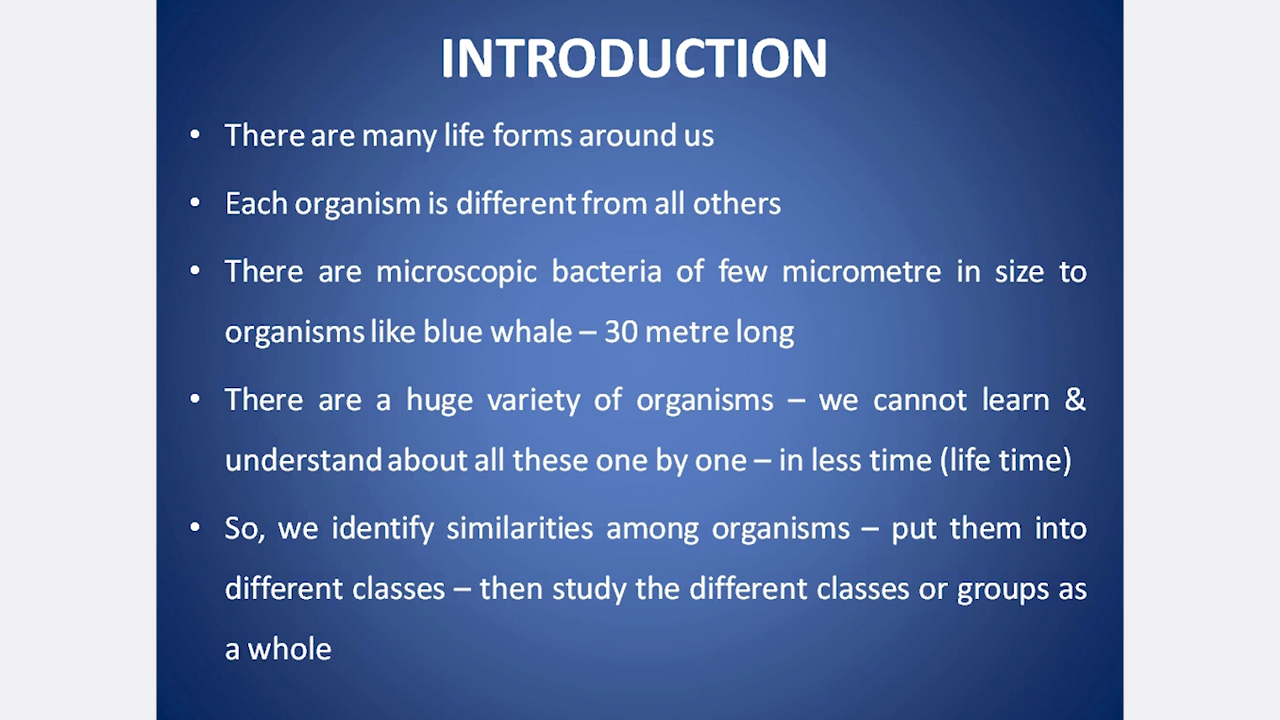 INTRODUCTION
• There are many life forms around us
• Each organism is different from all others
• There are microscopic bacteria of few micrometre in size to
organisms like blue whale – 30 metre long
• There are a huge variety of organisms – we cannot learn &
understand about all these one by one – in less time (life time)
• So, we identify similarities among organisms – put them into
different classes – then study the different classes or groups as
a whole